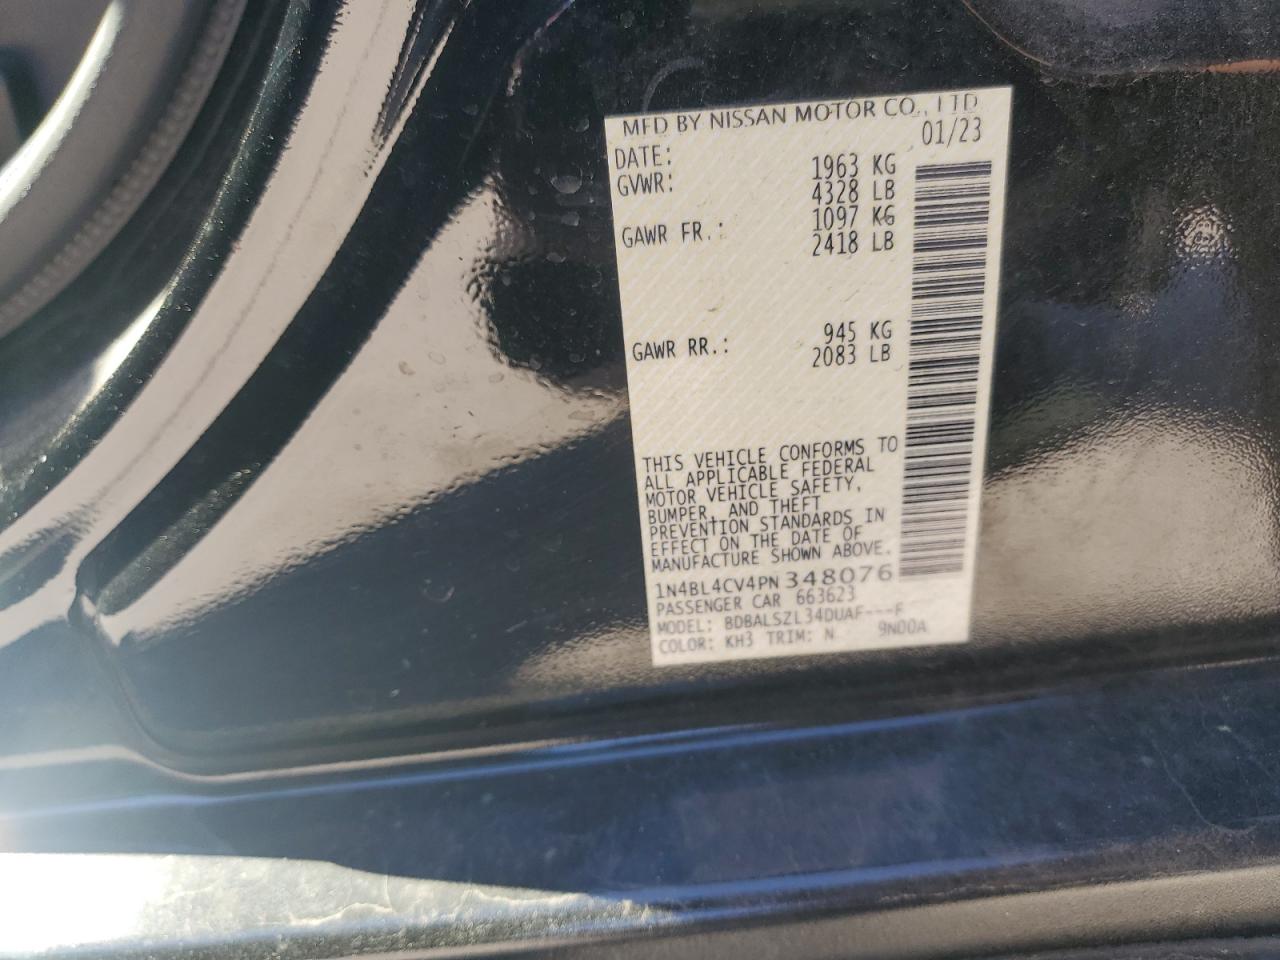 MFD BY NISSAN MOTOR CO., LTD
DATE: 01/23
GVWR: 1963 KG
4328 LB
GAWR FR.: 1097 KG
2418 LB
GAWR RR.: 945 KG
2083 LB
THIS VEHICLE CONFORMS TO
ALL APPLICABLE FEDERAL
MOTOR VEHICLE SAFETY,
BUMPER, AND THEFT
PREVENTION STANDARDS IN
EFFECT ON THE DATE OF
MANUFACTURE SHOWN ABOVE.
1N4BL4CV4PN348076
PASSENGER CAR 663623
MODEL: BDBALSZL34DUAF---F
COLOR: KH3 TRIM: N 9N00A